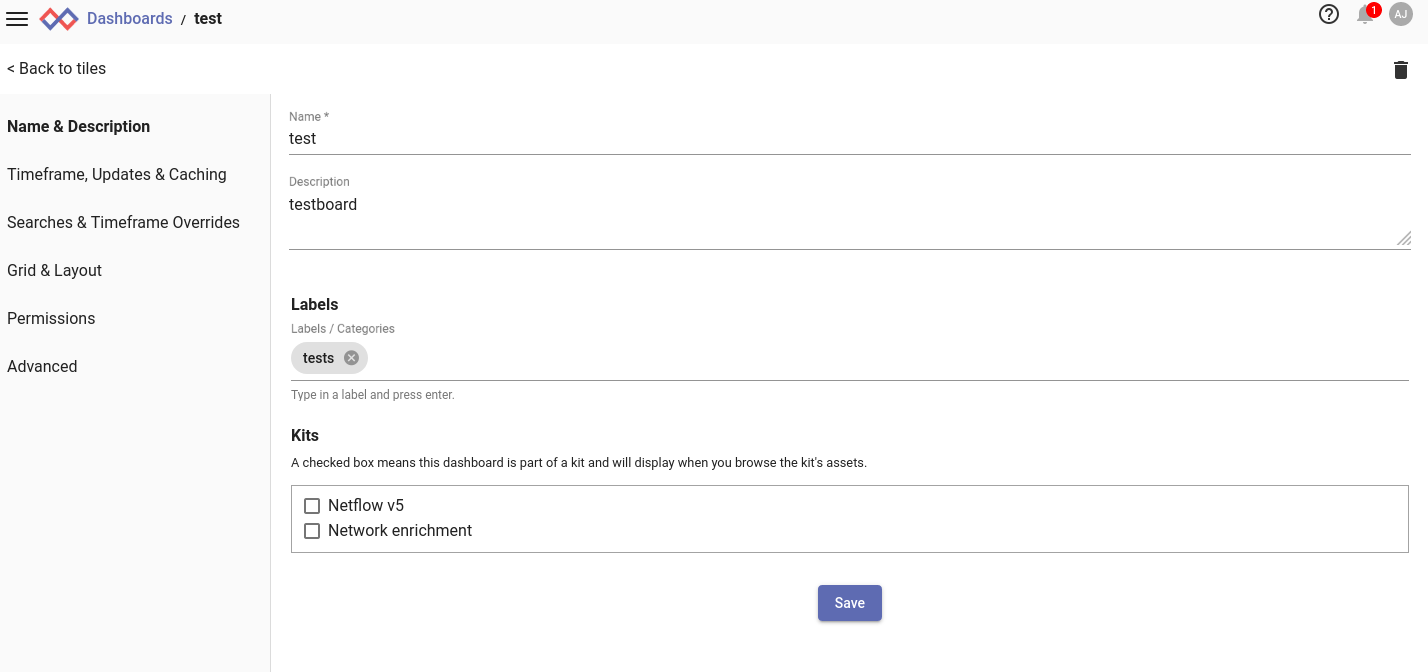 Dashboards / test
1
AJ
< Back to tiles
Name & Description
Timeframe, Updates & Caching
Searches & Timeframe Overrides
Grid & Layout
Permissions
Advanced
Name *
test
Description
testboard
Labels
Labels / Categories
tests
Type in a label and press enter.
Kits
A checked box means this dashboard is part of a kit and will display when you browse the kit's assets.
Netflow v5
Network enrichment
Save